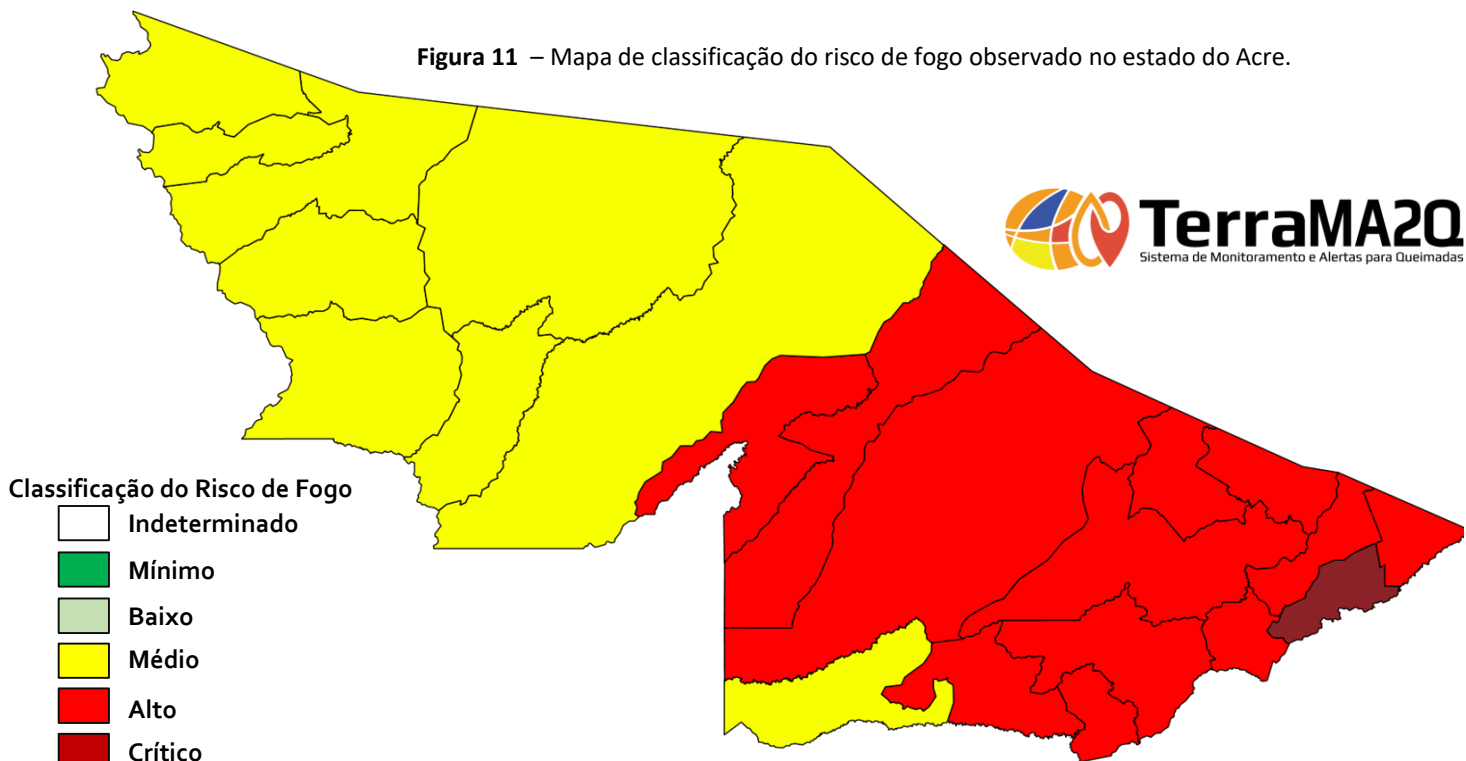 Figura 11 – Mapa de classificação do risco de fogo observado no estado do Acre.
TerraMA2Q
Sistema de Monitoramento e Alertas para Queimadas
Classificação do Risco de Fogo
Indeterminado
Mínimo
Baixo
Médio
Alto
Crítico